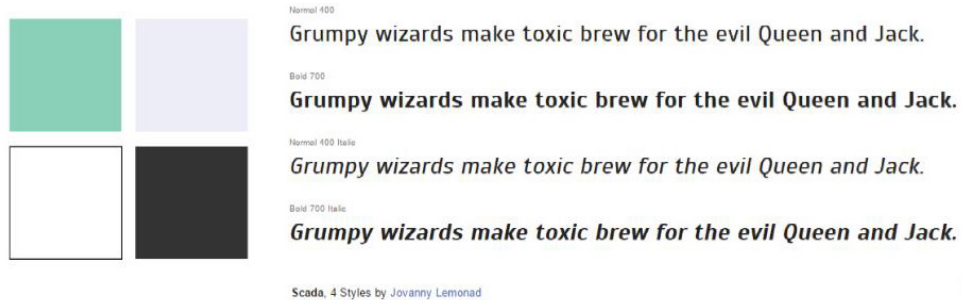 Normal 400
Grumpy wizards make toxic brew for the evil Queen and Jack.
Bold 700
Grumpy wizards make toxic brew for the evil Queen and Jack.
Normal 400 Italic
Grumpy wizards make toxic brew for the evil Queen and Jack.
Bold 700 Italic
Grumpy wizards make toxic brew for the evil Queen and Jack.
Scada, 4 Styles by Jovanny Lemonad